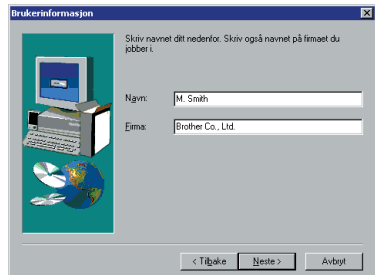 Brukerinformasjon
Skriv navnet ditt nedenfor. Skriv også navnet på firmaet du
jobber i.
Navn:
M. Smith
Firma:
Brother Co., Ltd.
< Tilbake
Neste >
Avbryt